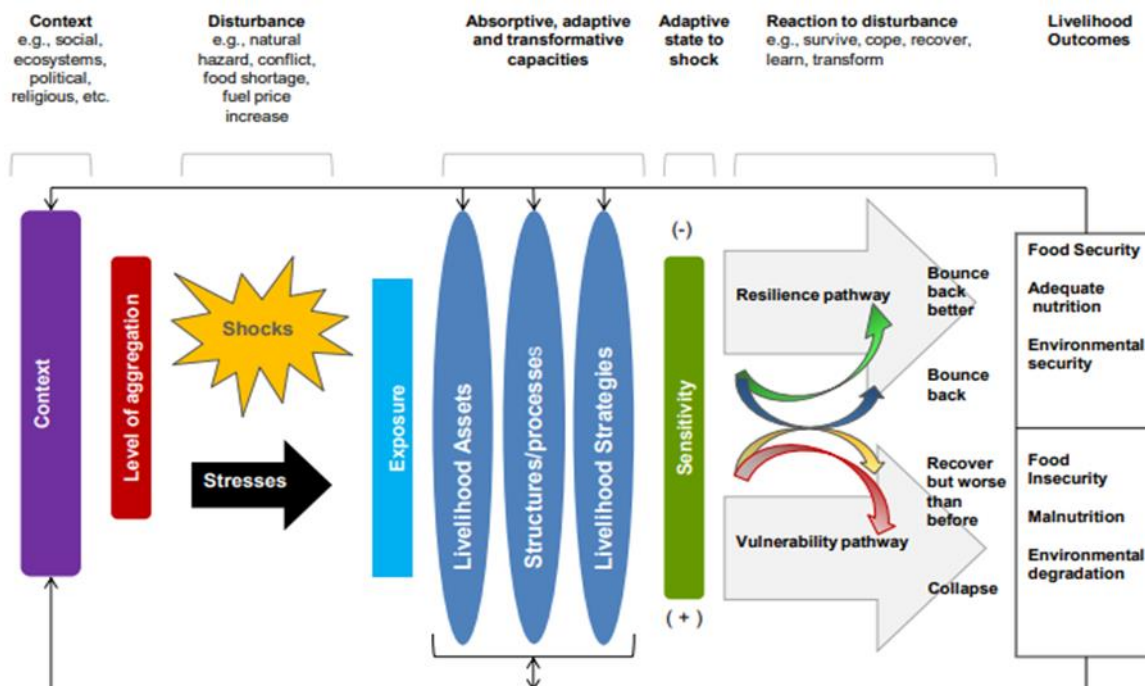 Context
e.g., social,
ecosystems,
political,
religious, etc.
Disturbance
e.g., natural
hazard, conflict,
food shortage,
fuel price
increase
Absorptive, adaptive
and transformative
capacities
Adaptive
state to
shock
Reaction to disturbance
e.g., survive, cope, recover,
learn, transform
Livelihood
Outcomes
Context
Level of aggregation
Shocks
Stresses
Exposure
Livelihood Assets
Structures/processes
Livelihood Strategies
(-)
Sensitivity
(+)
Resilience pathway
Bounce
back
better
Bounce
back
Recover
but worse
than
before
Vulnerability pathway
Collapse
Food Security
Adequate
nutrition
Environmental
security
Food
Insecurity
Malnutrition
Environmental
degradation